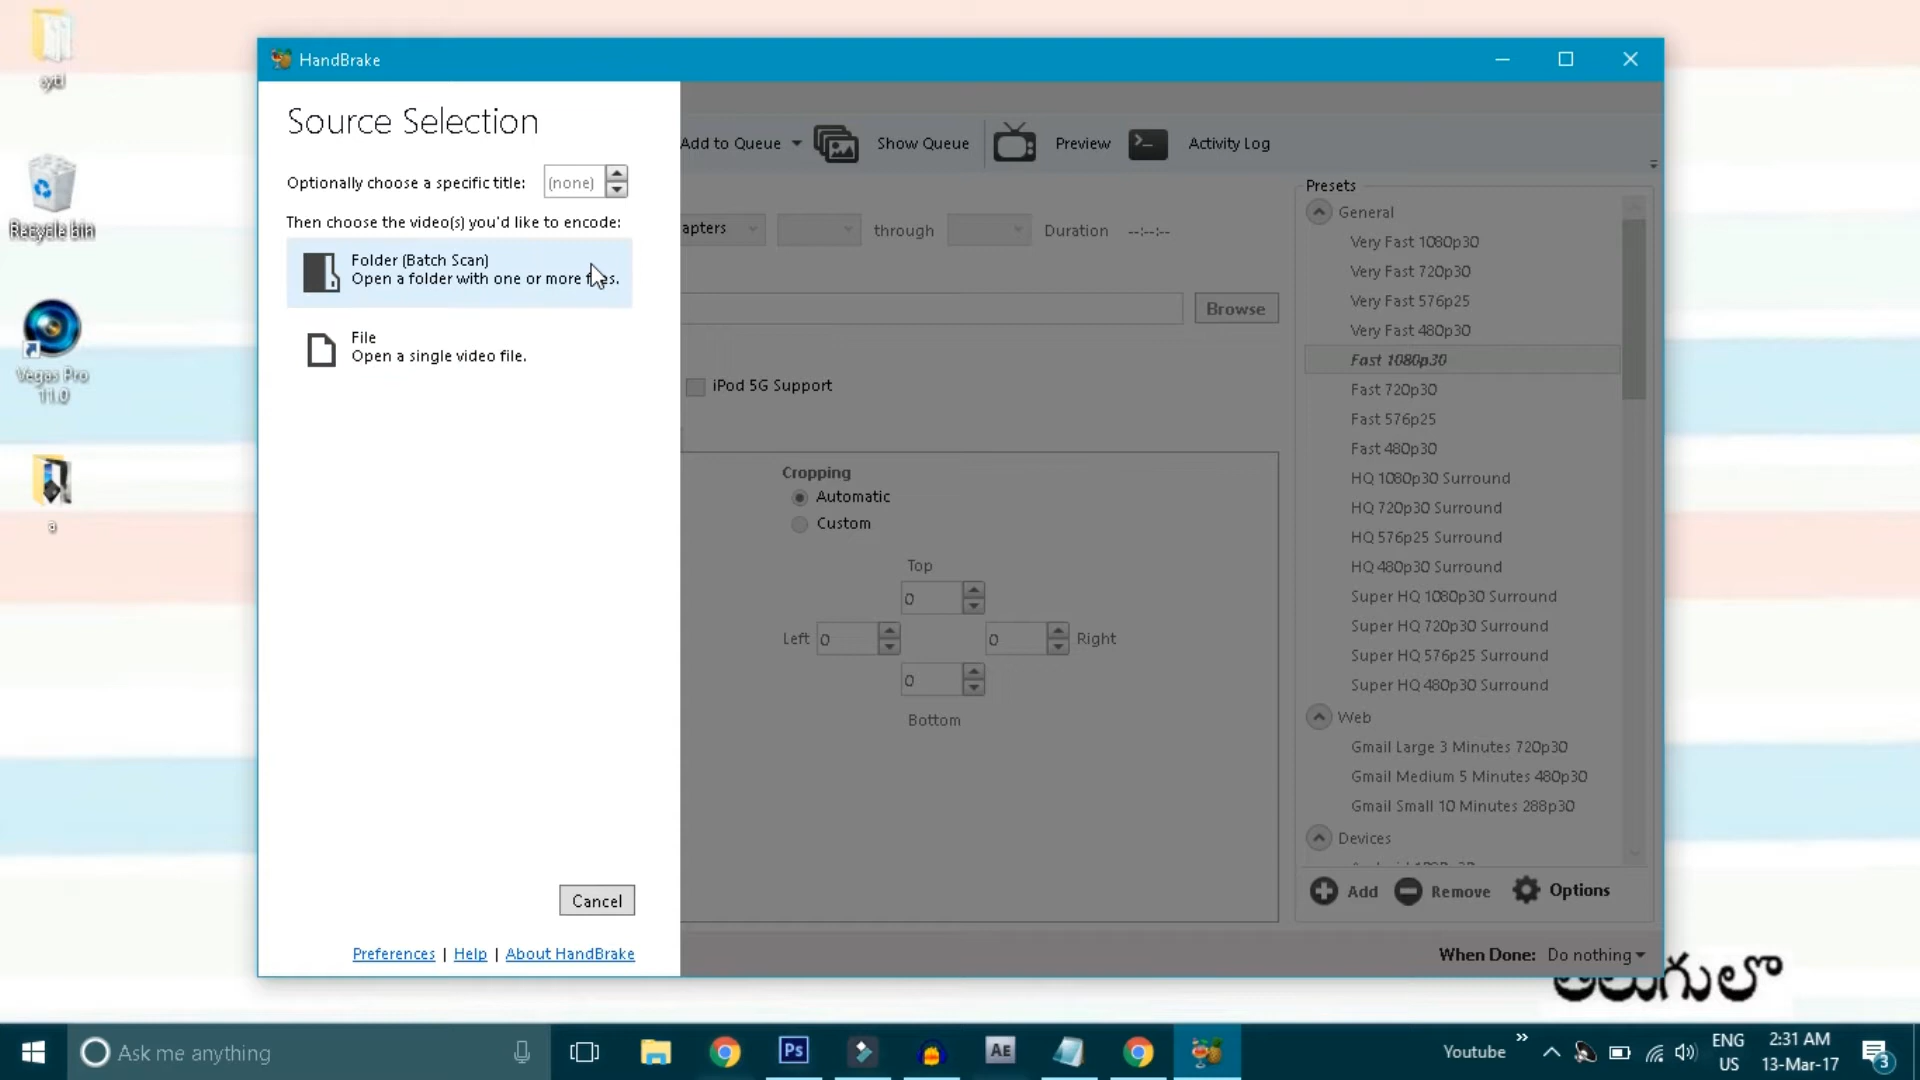 cytl
Recycle bin
Vegas Pro
11.0
a
HandBrake
Source Selection
Optionally choose a specific title:
(none)
Then choose the video(s) you'd like to encode:
Folder (Batch Scan)
Open a folder with one or more files.
File
Open a single video file.
Cancel
Preferences | Help | About HandBrake
Add to Queue
Show Queue
Preview
Activity Log
apters
through
Duration
--:--:--
Browse
iPod 5G Support
Cropping
Automatic
Custom
Top
0
Left
0
0
Right
0
Bottom
Presets
General
Very Fast 1080p30
Very Fast 720p30
Very Fast 576p25
Very Fast 480p30
Fast 1080p30
Fast 720p30
Fast 576p25
Fast 480p30
HQ 1080p30 Surround
HQ 720p30 Surround
HQ 576p25 Surround
HQ 480p30 Surround
Super HQ 1080p30 Surround
Super HQ 720p30 Surround
Super HQ 576p25 Surround
Super HQ 480p30 Surround
Web
Gmail Large 3 Minutes 720p30
Gmail Medium 5 Minutes 480p30
Gmail Small 10 Minutes 288p30
Devices
Add
Remove
Options
When Done: Do nothing
తెలుగులొ
Ask me anything
Ps
AE
Youtube
ENG
US
2:31 AM
13-Mar-17
3